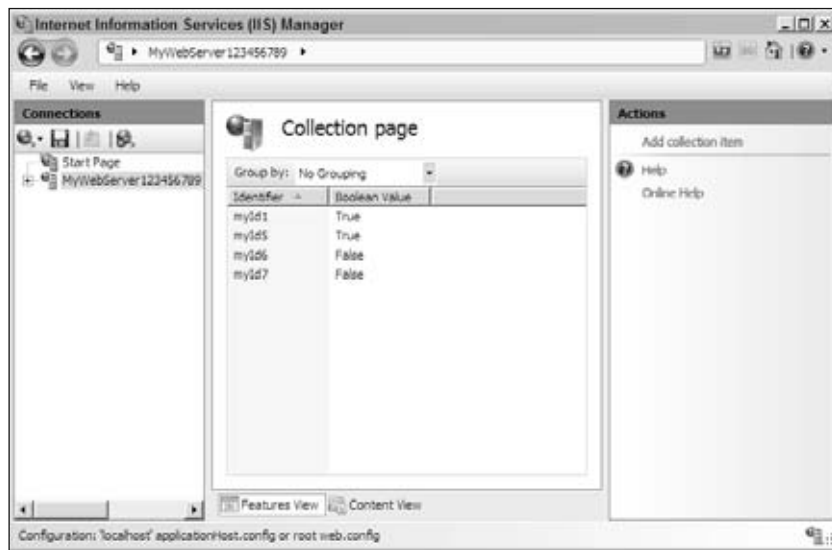 Internet Information Services (IIS) Manager
MyWebServer123456789
File View Help
Connections
Start Page
MyWebServer123456789
Collection page
Group by: No Grouping
Identifier Boolean Value
myId1 True
myId5 True
myId6 False
myId7 False
Features View Content View
Actions
Add collection item
Help
Online Help
Configuration: 'localhost' applicationHost.config or root web.config